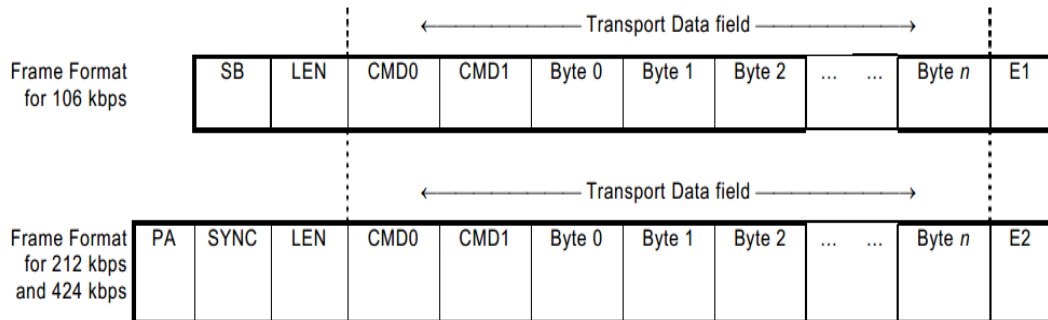 Transport Data field
Frame Format
for 106 kbps
SB LEN CMD0 CMD1 Byte 0 Byte 1 Byte 2 ... ... Byte n E1
Transport Data field
Frame Format
for 212 kbps
and 424 kbps
PA SYNC LEN CMD0 CMD1 Byte 0 Byte 1 Byte 2 ... ... Byte n E2